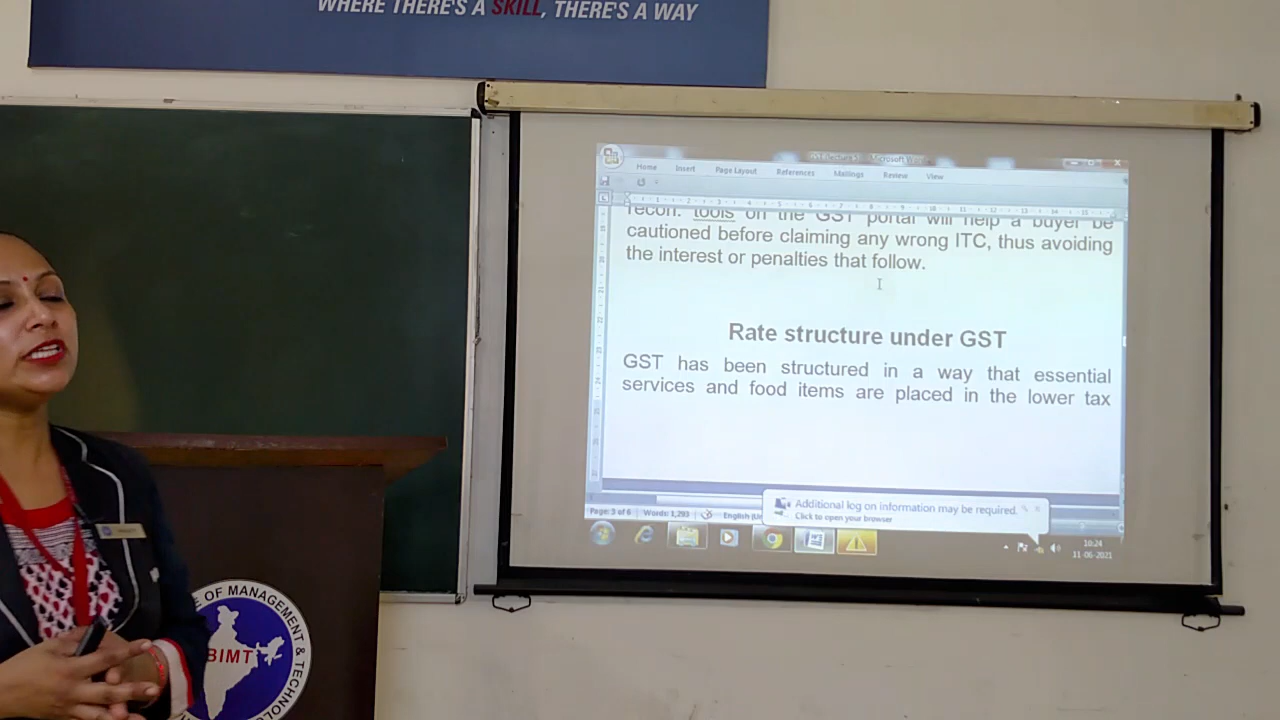 WHERE THERE'S A SKILL, THERE'S A WAY
Home Insert Page Layout References Mailings Review View
recon. tools on the GST portal will help a buyer be
cautioned before claiming any wrong ITC, thus avoiding
the interest or penalties that follow.
Rate structure under GST
GST has been structured in a way that essential
services and food items are placed in the lower tax
Additional log on information may be required.
Click to open your browser
Page: 3 of 6 Words: 1,293 English
10:24
11-06-2021
E OF MANAGEMENT & TECHNOLO
BIMT